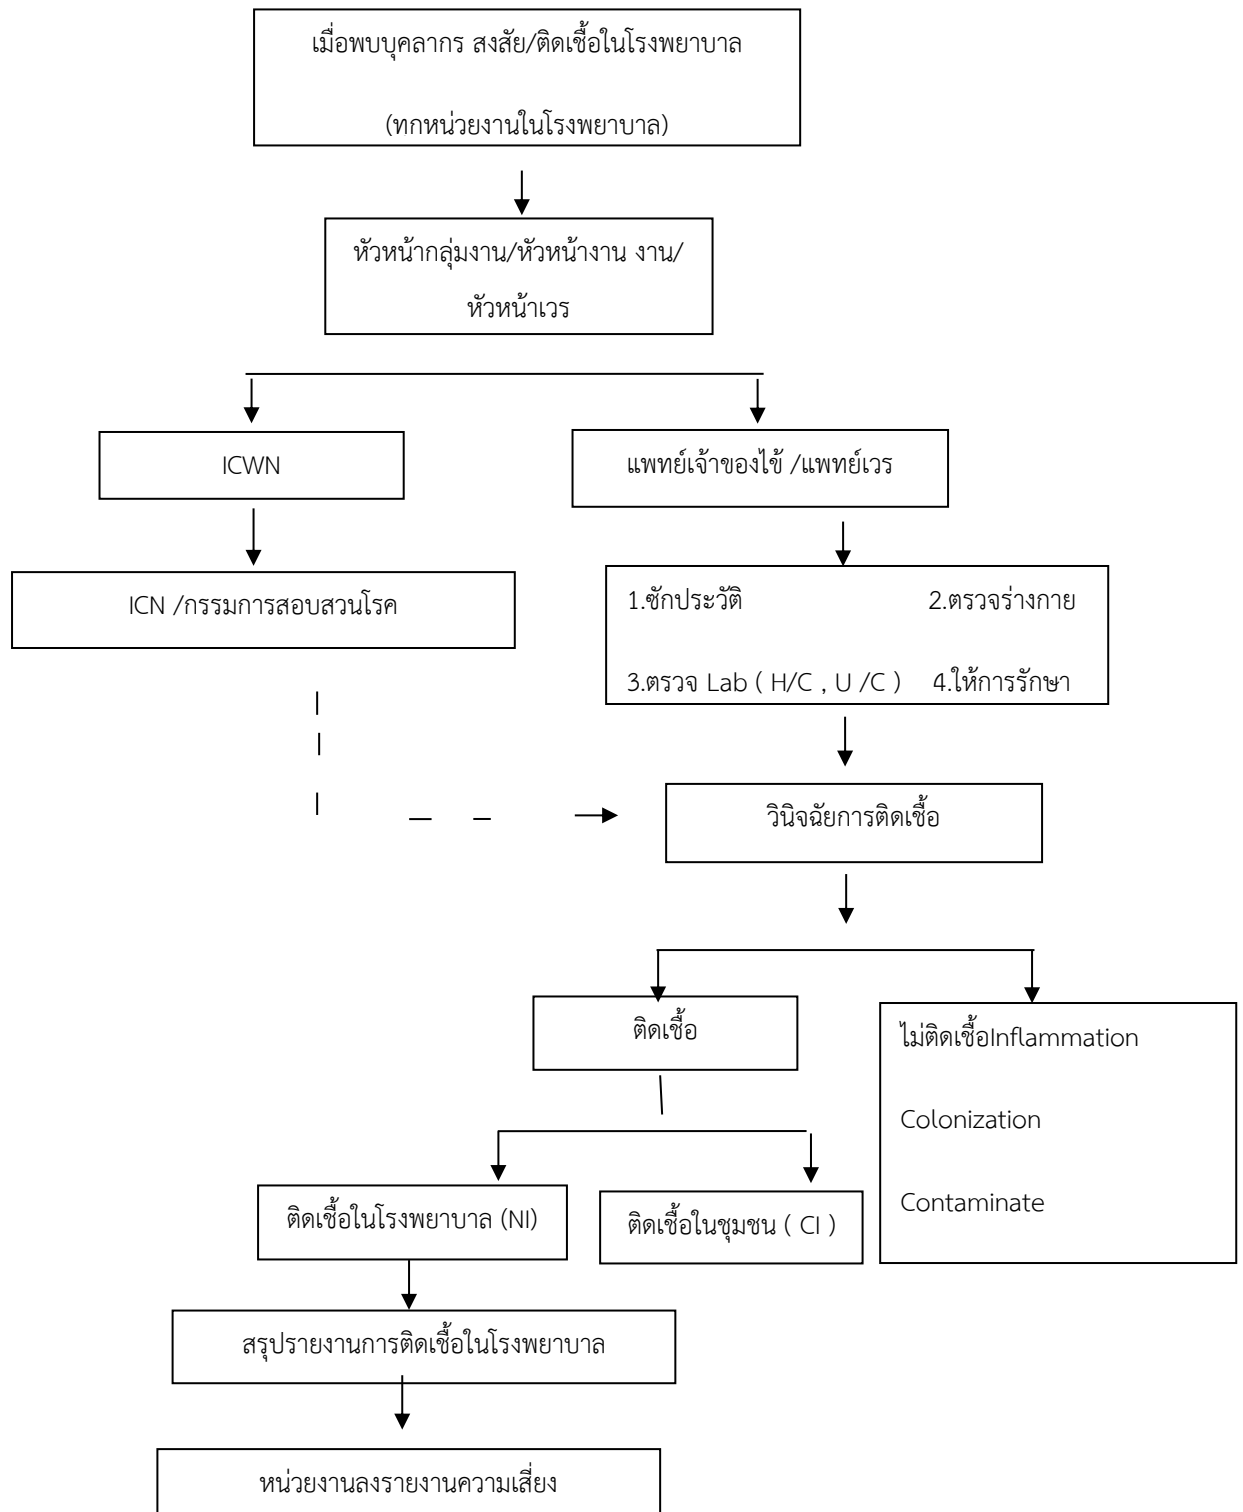 เมื่อพบบุคลากร สงสัย/ติดเชื้อในโรงพยาบาล
(ทกหน่วยงานในโรงพยาบาล)
หัวหน้ากลุ่มงาน/หัวหน้างาน งาน/
หัวหน้าเวร
ICWN
แพทย์เจ้าของไข้ /แพทย์เวร
ICN /กรรมการสอบสวนโรค
1.ซักประวัติ 2.ตรวจร่างกาย
3.ตรวจ Lab ( H/C , U /C ) 4.ให้การรักษา
วินิจฉัยการติดเชื้อ
ติดเชื้อ
ไม่ติดเชื้อInflammation
Colonization
Contaminate
ติดเชื้อในโรงพยาบาล (NI)
ติดเชื้อในชุมชน ( CI )
สรุปรายงานการติดเชื้อในโรงพยาบาล
หน่วยงานลงรายงานความเสี่ยง